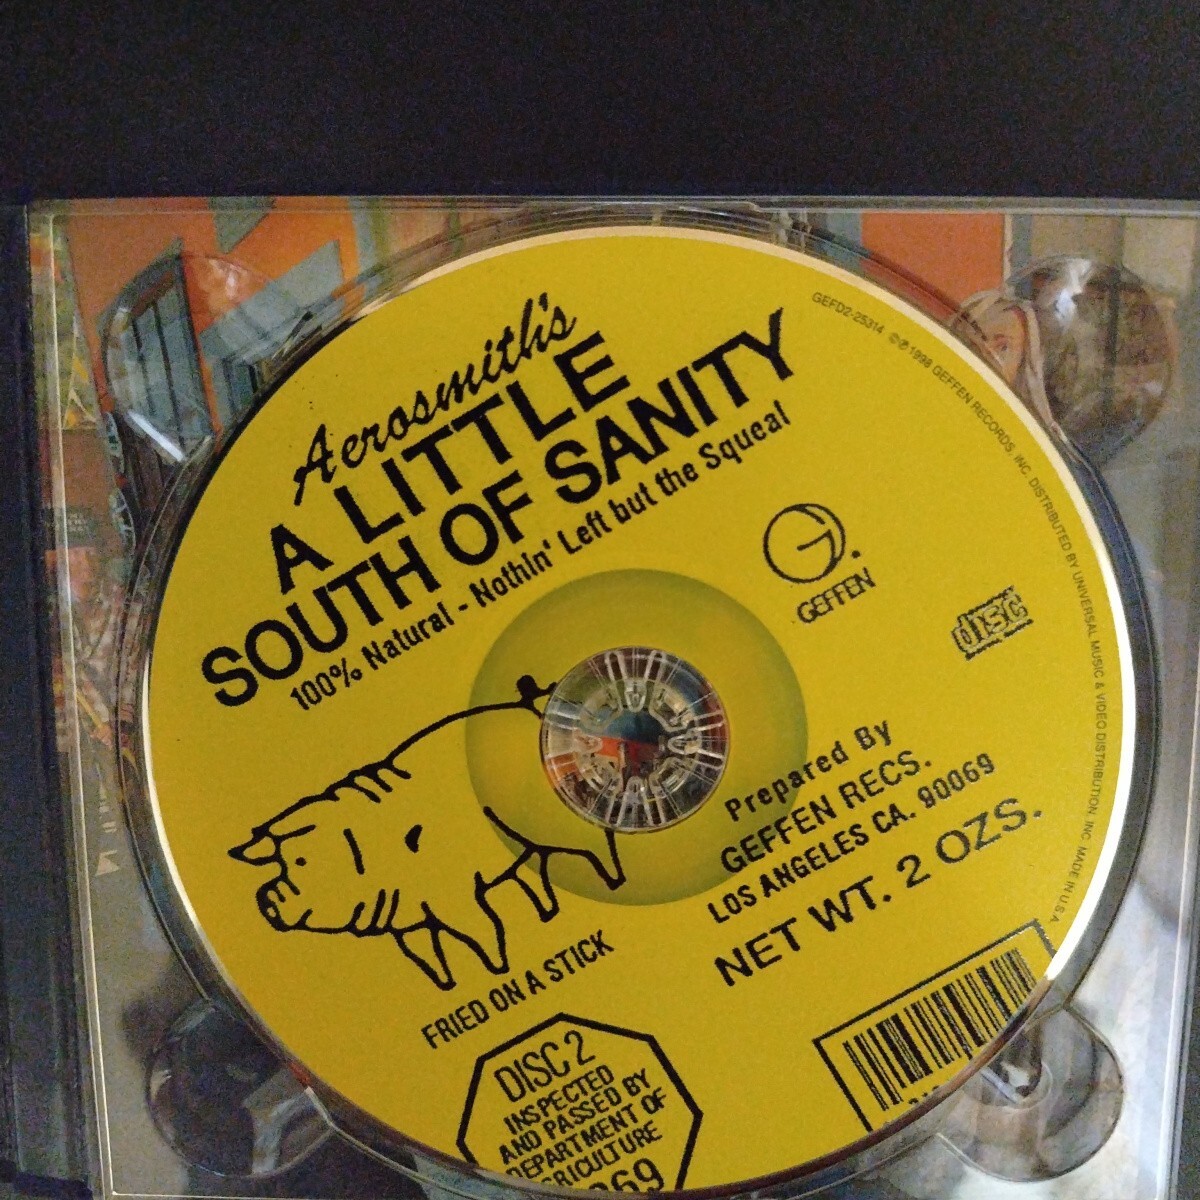 Aerosmith's
A LITTLE
SOUTH OF SANITY
100% Natural - Nothin' Left but the Squeal
GEFD2-25314 ©℗ 1998 GEFFEN RECORDS, INC. DISTRIBUTED BY UNIVERSAL MUSIC & VIDEO DISTRIBUTION, INC. MADE IN U.S.A.
G.
GEFFEN
disc
Prepared By
GEFFEN RECS.
LOS ANGELES CA. 90069
NET WT. 2 OZS.
FRIED ON A STICK
DISC 2
INSPECTED
AND PASSED BY
DEPARTMENT OF
69